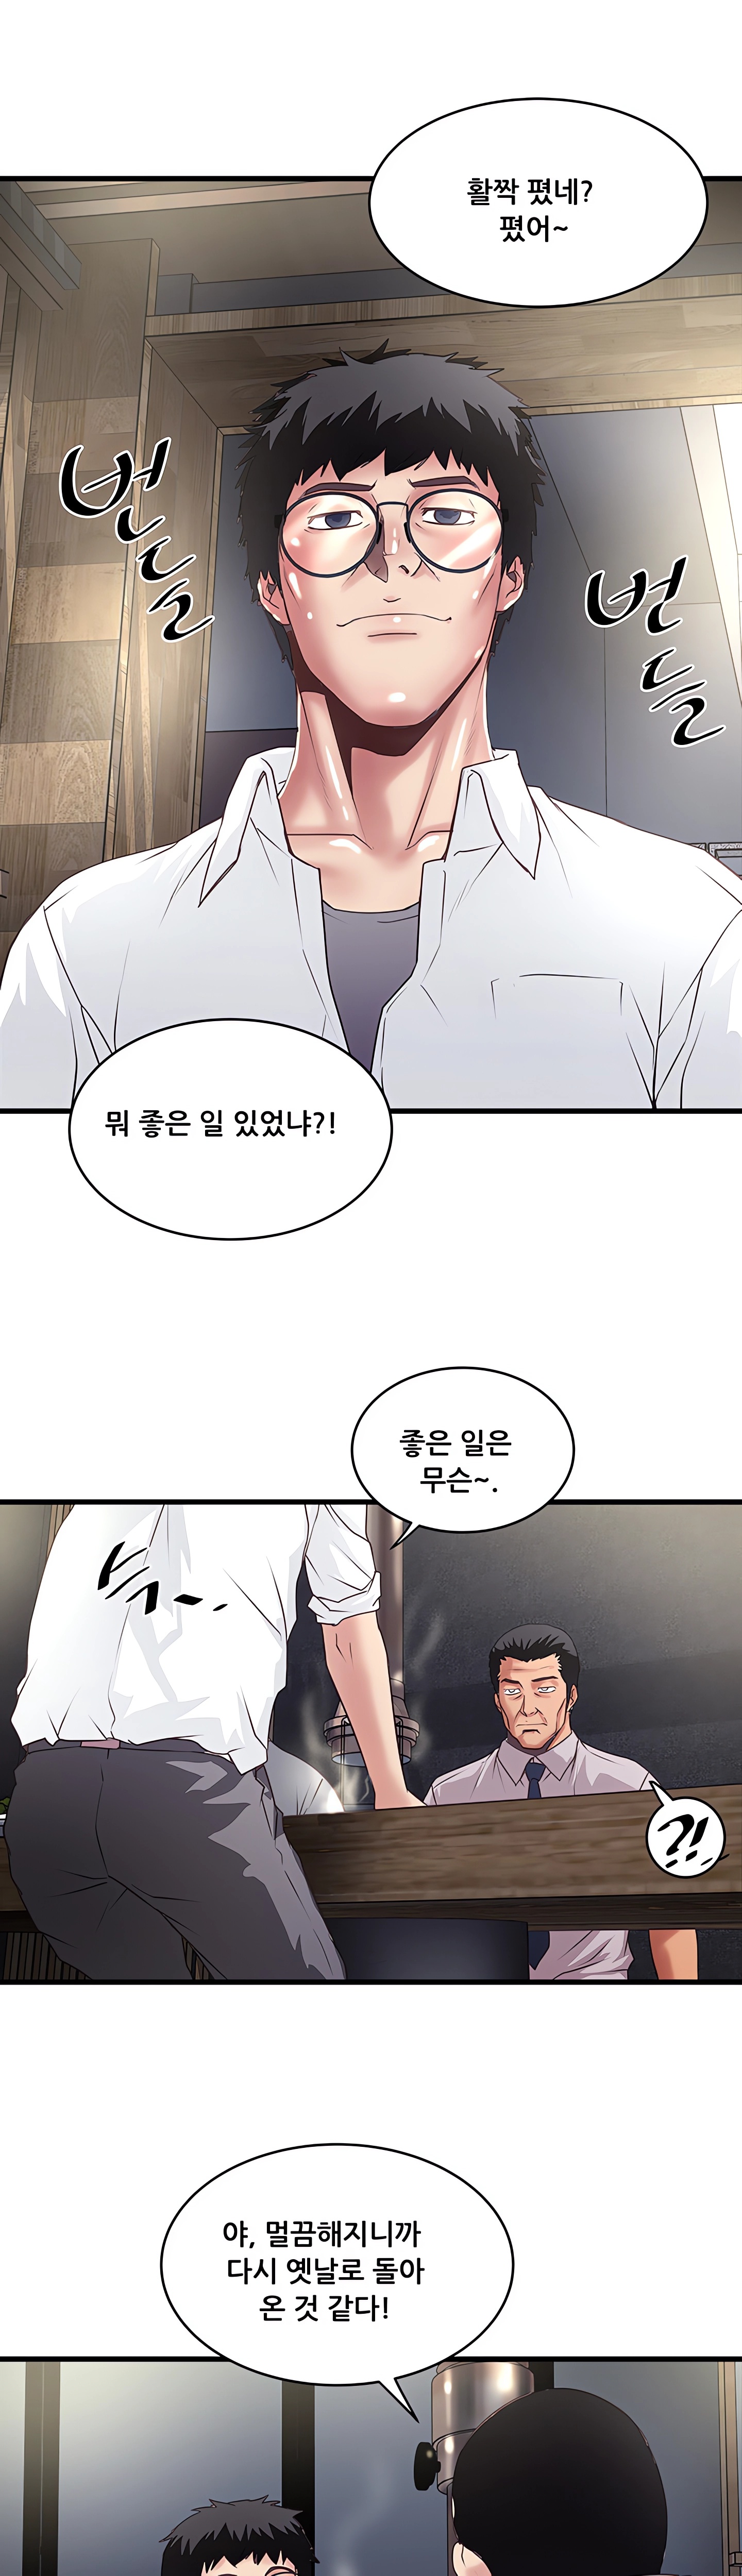 활짝 폈네?
폈어~
번들
번들
뭐 좋은 일 있었냐?!
좋은 일은
무슨~.
슥..
?!
야, 멀끔해지니까
다시 옛날로 돌아
온 것 같다!